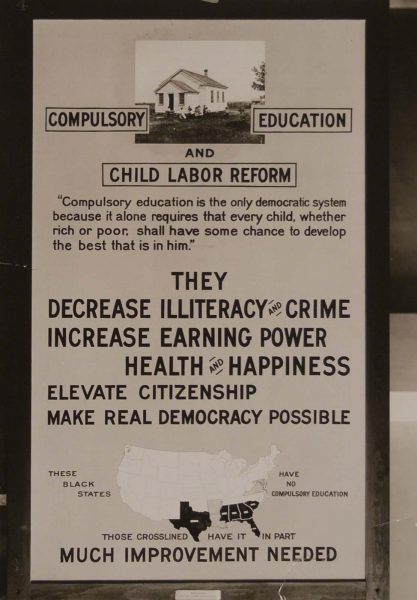 COMPULSORY EDUCATION
AND
CHILD LABOR REFORM
"Compulsory education is the only democratic system
because it alone requires that every child, whether
rich or poor, shall have some chance to develop
the best that is in him."
THEY
DECREASE ILLITERACY AND CRIME
INCREASE EARNING POWER
HEALTH AND HAPPINESS
ELEVATE CITIZENSHIP
MAKE REAL DEMOCRACY POSSIBLE
THESE
BLACK
STATES
HAVE
NO
COMPULSORY EDUCATION
THOSE CROSSLINED HAVE IT IN PART
MUCH IMPROVEMENT NEEDED